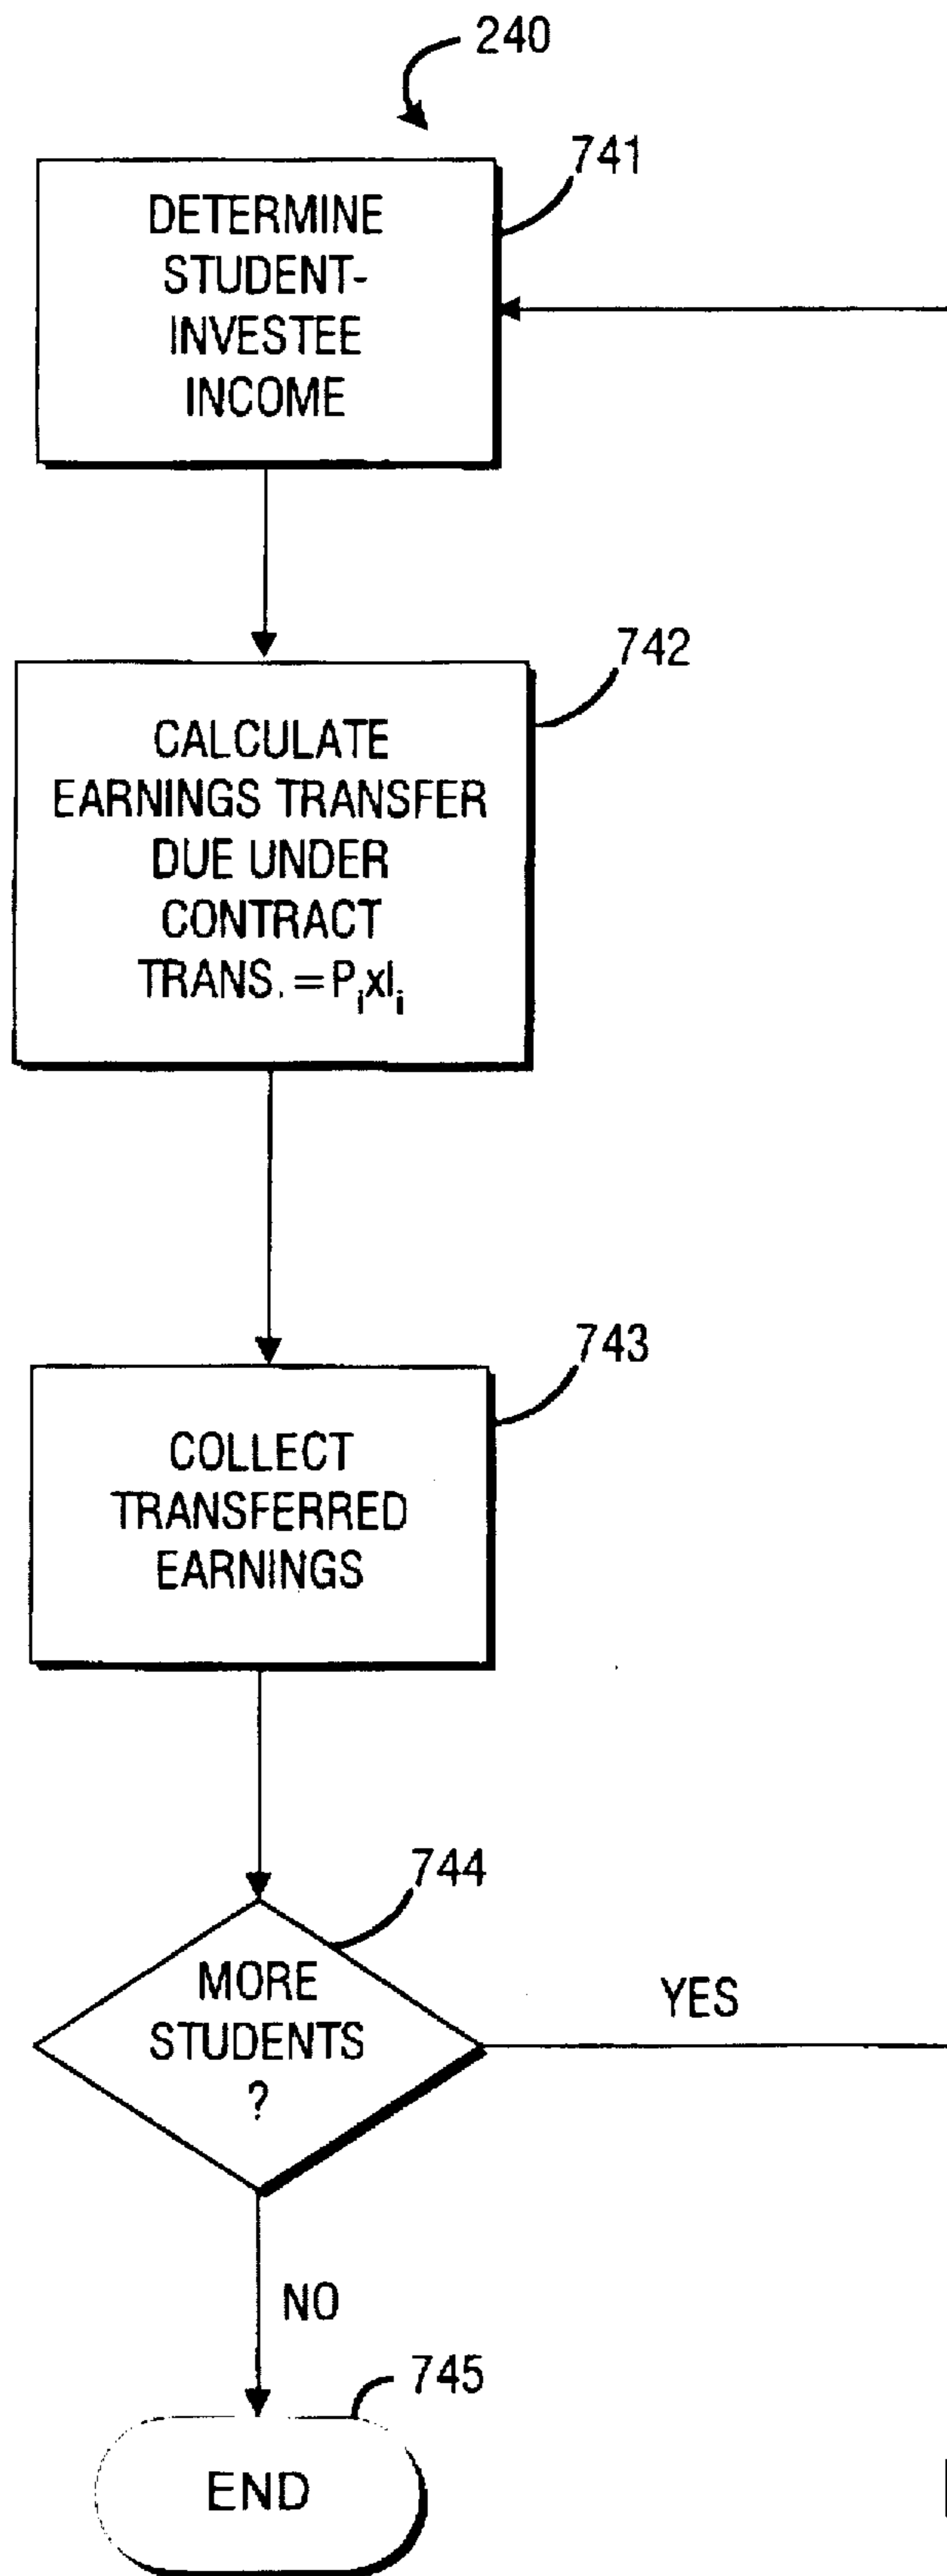 240
741
DETERMINE
STUDENT-
INVESTEE
INCOME
742
CALCULATE
EARNINGS TRANSFER
DUE UNDER
CONTRACT
TRANS. = PᵢxIᵢ
743
COLLECT
TRANSFERRED
EARNINGS
744
MORE
STUDENTS
?
YES
NO
745
END